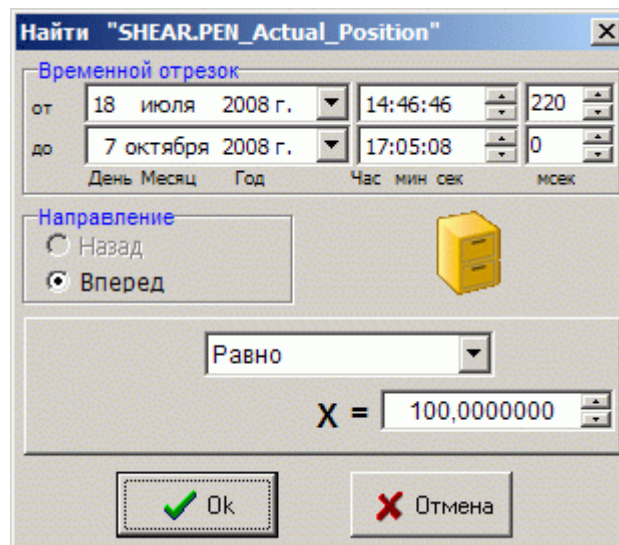 Найти "SHEAR.PEN_Actual_Position"
Временной отрезок
от 18 июля 2008 г. 14:46:46 220
до 7 октября 2008 г. 17:05:08 0
День Месяц Год Час мин сек мсек
Направление
Назад
Вперед
Равно
X = 100,0000000
Ok Отмена